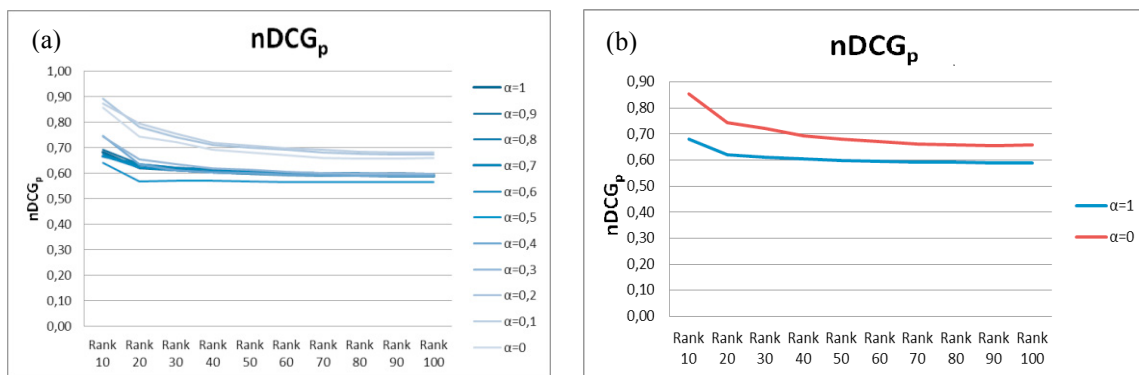 (a)
nDCGp
1,00
0,90
0,80
0,70
0,60
0,50
0,40
0,30
0,20
0,10
0,00
nDCGp
Rank Rank Rank Rank Rank Rank Rank Rank Rank Rank
10 20 30 40 50 60 70 80 90 100
α=1
α=0,9
α=0,8
α=0,7
α=0,6
α=0,5
α=0,4
α=0,3
α=0,2
α=0,1
α=0
(b)
nDCGp
0,90
0,80
0,70
0,60
0,50
0,40
0,30
0,20
0,10
0,00
nDCGp
Rank Rank Rank Rank Rank Rank Rank Rank Rank Rank
10 20 30 40 50 60 70 80 90 100
α=1
α=0